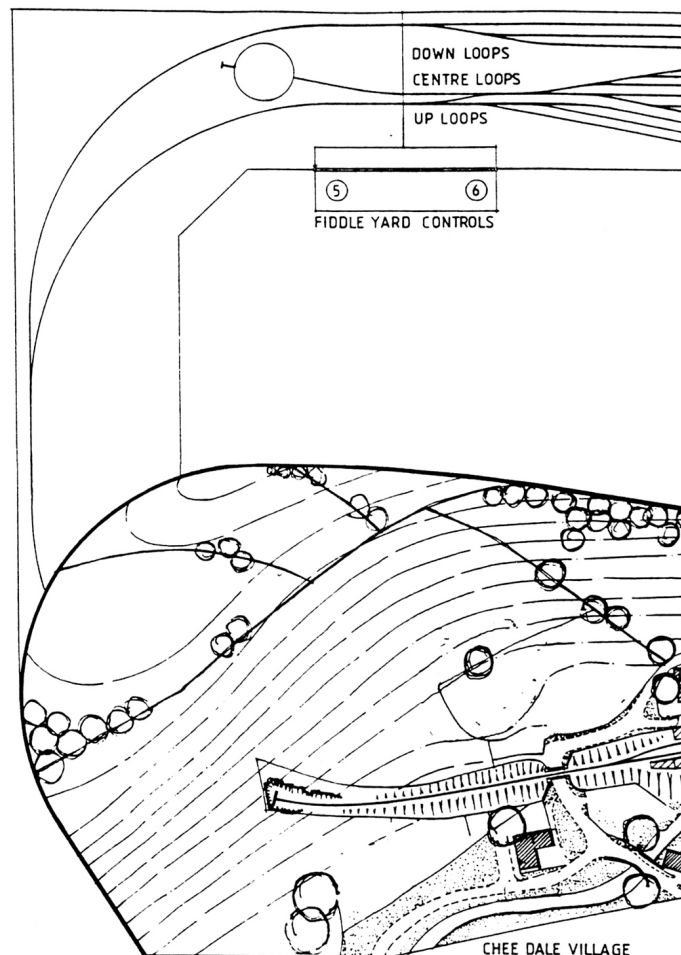 DOWN LOOPS
CENTRE LOOPS
UP LOOPS
5 6
FIDDLE YARD CONTROLS
CHEE DALE VILLAGE